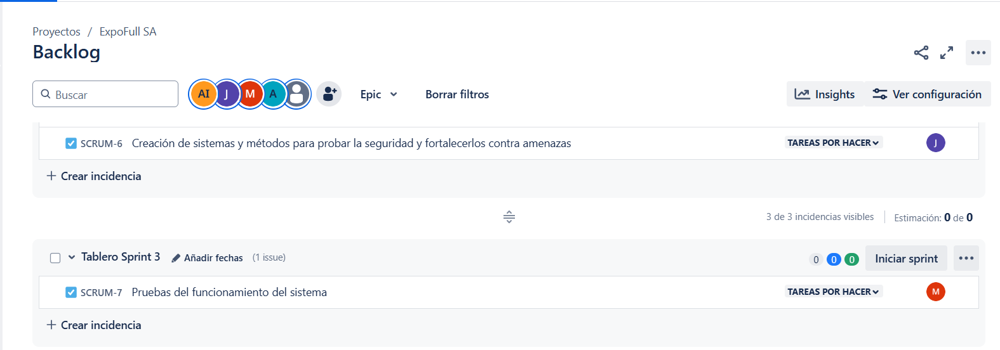 Proyectos / ExpoFull SA
Backlog
Buscar
AI J M A
Epic
Borrar filtros
Insights
Ver configuración
SCRUM-6 Creación de sistemas y métodos para probar la seguridad y fortalecerlos contra amenazas TAREAS POR HACER J
+ Crear incidencia
3 de 3 incidencias visibles Estimación: 0 de 0
Tablero Sprint 3 Añadir fechas (1 issue) 0 0 0 Iniciar sprint
SCRUM-7 Pruebas del funcionamiento del sistema TAREAS POR HACER M
+ Crear incidencia